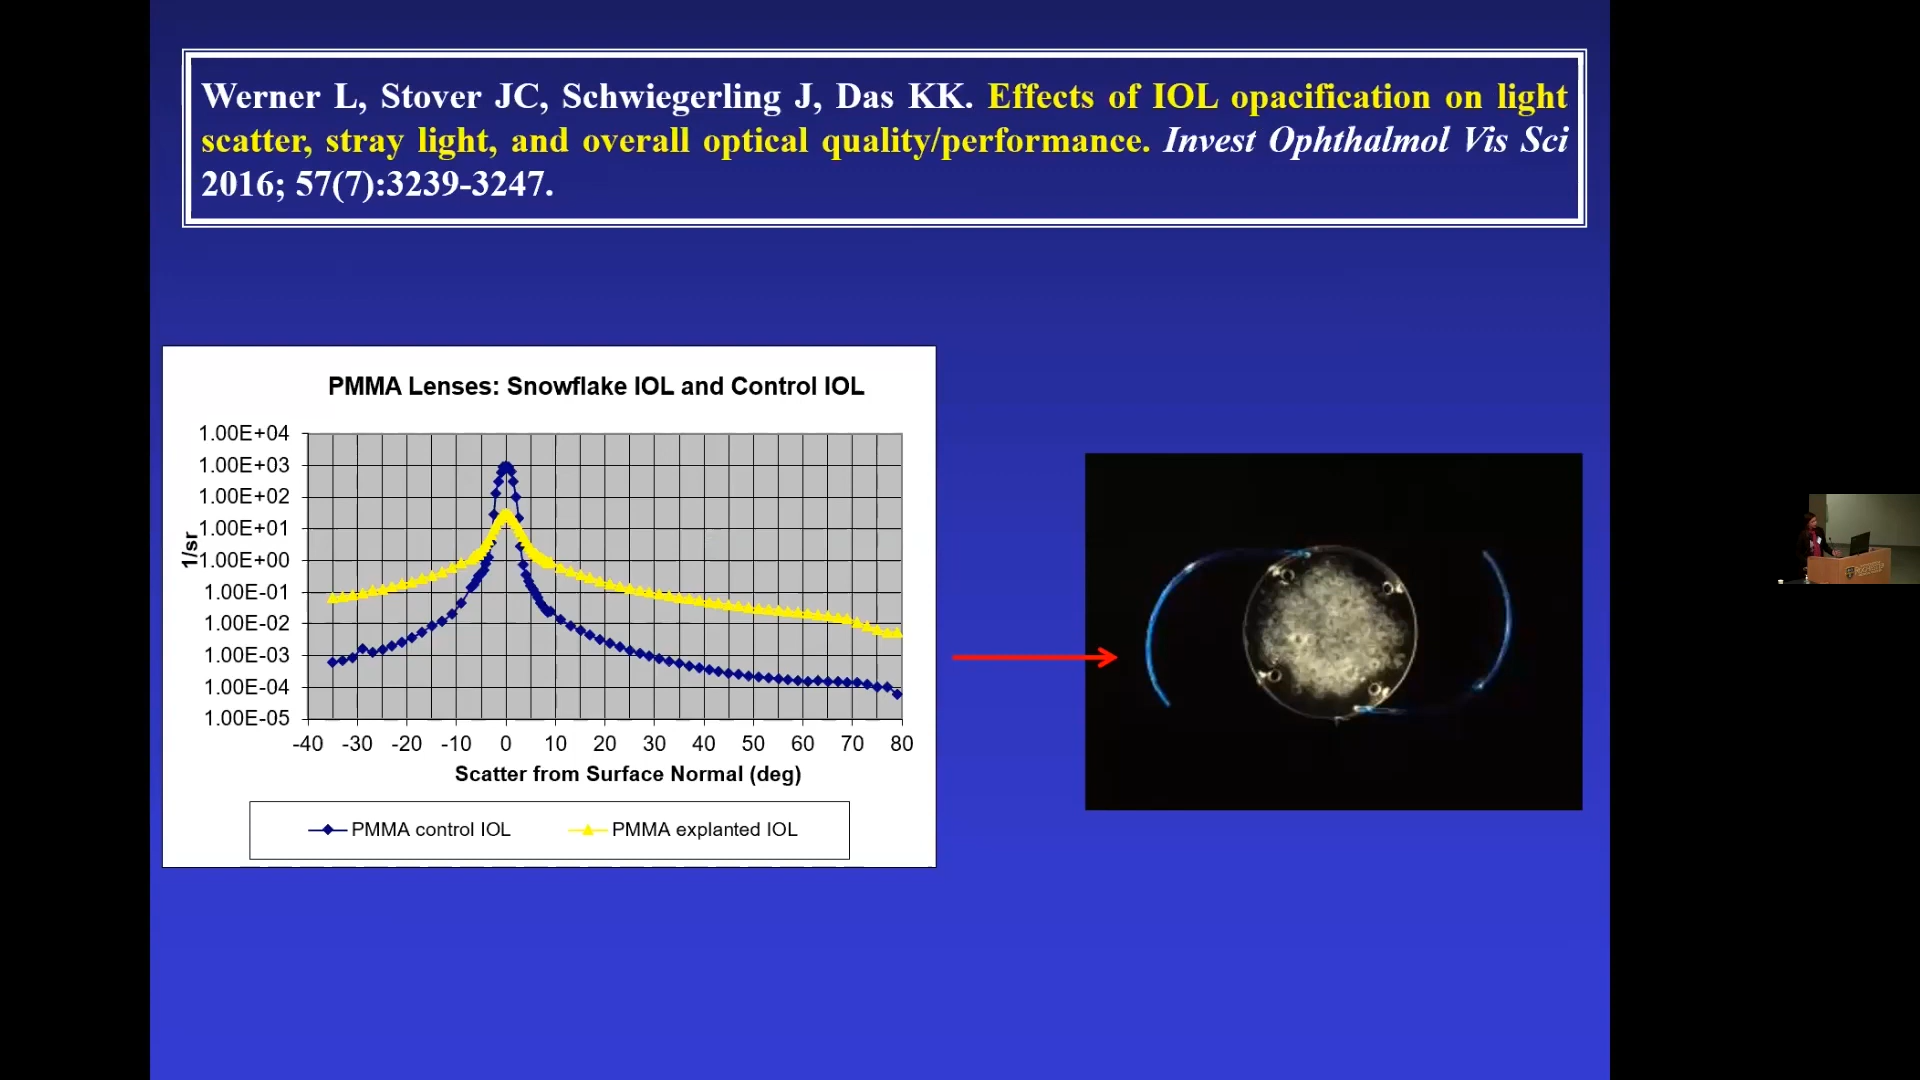 Werner L, Stover JC, Schwiegerling J, Das KK. Effects of IOL opacification on light
scatter, stray light, and overall optical quality/performance. Invest Ophthalmol Vis Sci
2016; 57(7):3239-3247.
PMMA Lenses: Snowflake IOL and Control IOL
1.00E+04
1.00E+03
1.00E+02
1.00E+01
1.00E+00
1.00E-01
1.00E-02
1.00E-03
1.00E-04
1.00E-05
1/sr
-40 -30 -20 -10 0 10 20 30 40 50 60 70 80
Scatter from Surface Normal (deg)
PMMA control IOL PMMA explanted IOL